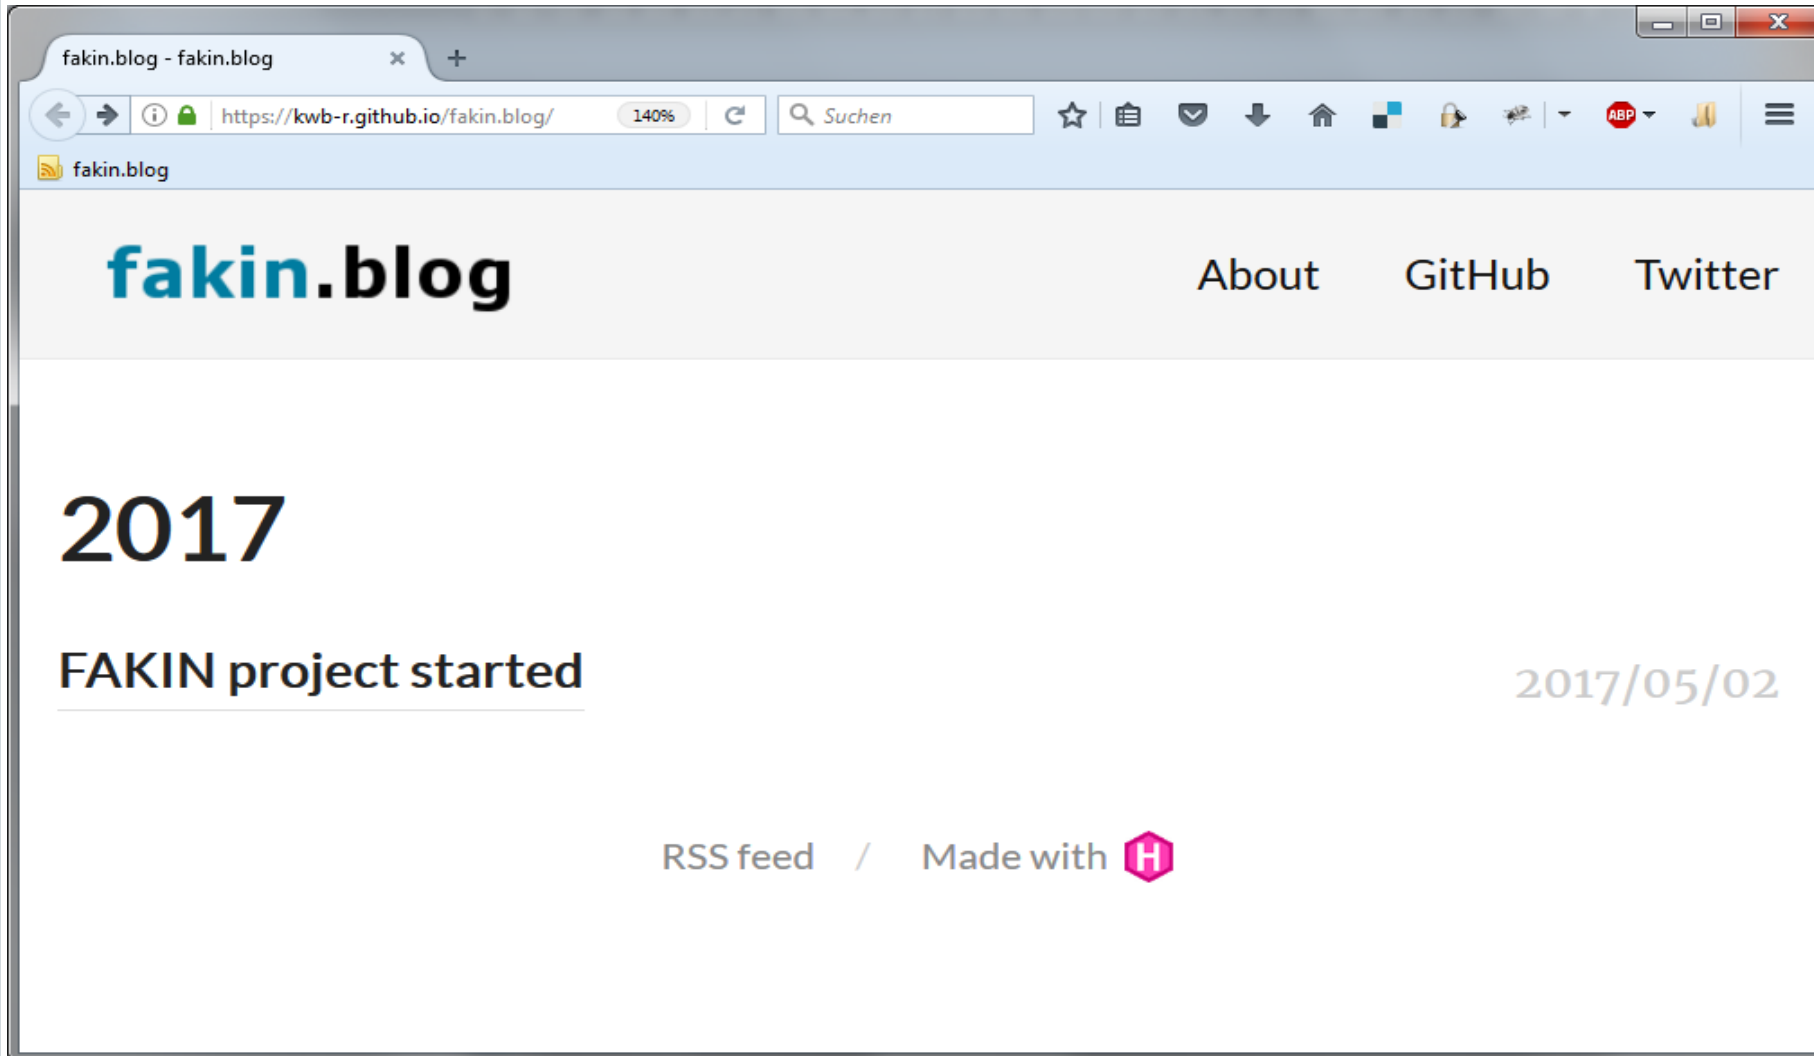 fakin.blog - fakin.blog
https://kwb-r.github.io/fakin.blog/ 140% Suchen ABP
fakin.blog
fakin.blog About GitHub Twitter
2017
FAKIN project started 2017/05/02
RSS feed / Made with H